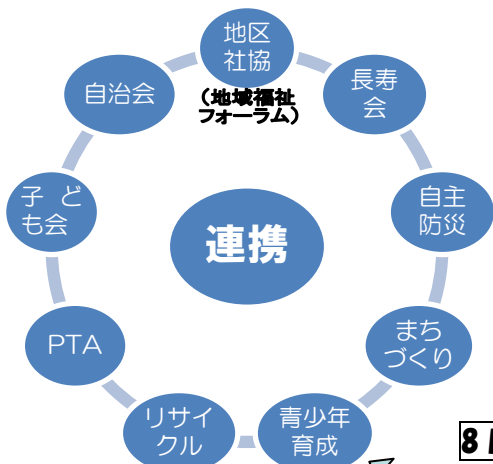 地区
社協
(地域福祉
フォーラム)
長寿
会
自主
防災
まち
づくり
青少年
育成
リサイ
クル
PTA
子 ど
も会
自治会
連携
8